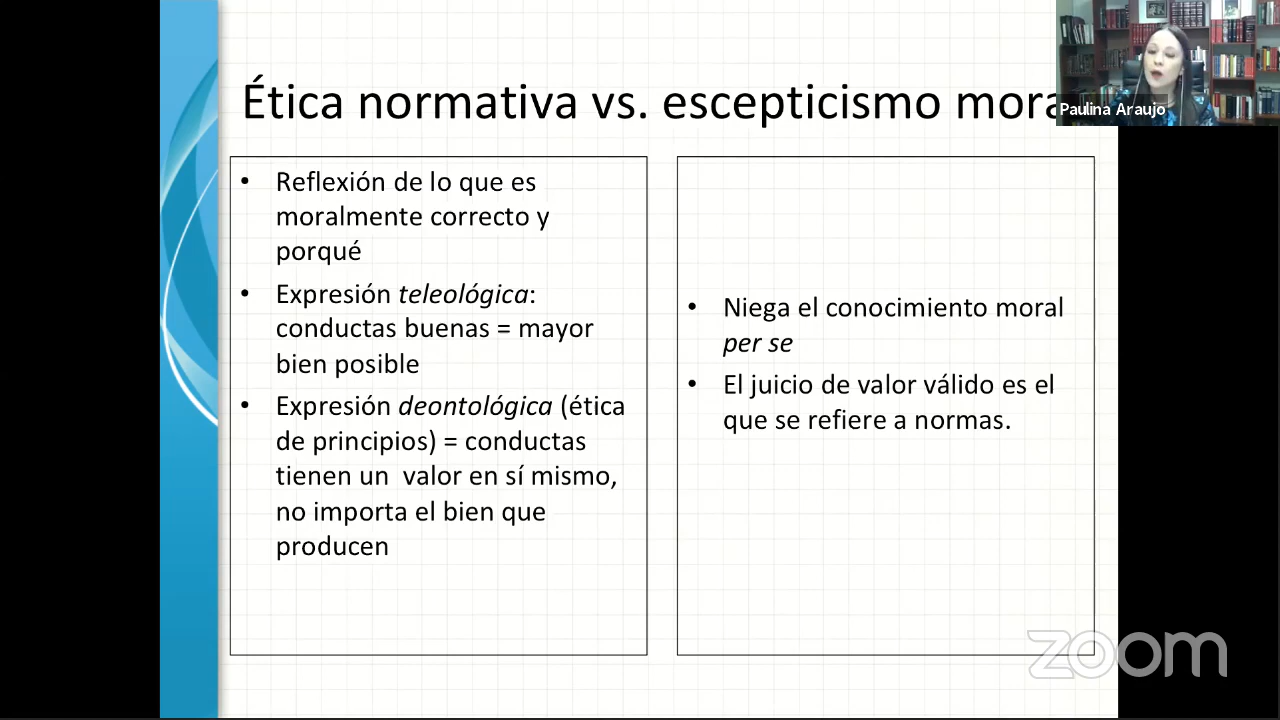 Ética normativa vs. escepticismo mora
Paulina Araujo
• Reflexión de lo que es
moralmente correcto y
porqué
• Expresión teleológica:
conductas buenas = mayor
bien posible
• Expresión deontológica (ética
de principios) = conductas
tienen un valor en sí mismo,
no importa el bien que
producen
• Niega el conocimiento moral
per se
• El juicio de valor válido es el
que se refiere a normas.
zoom